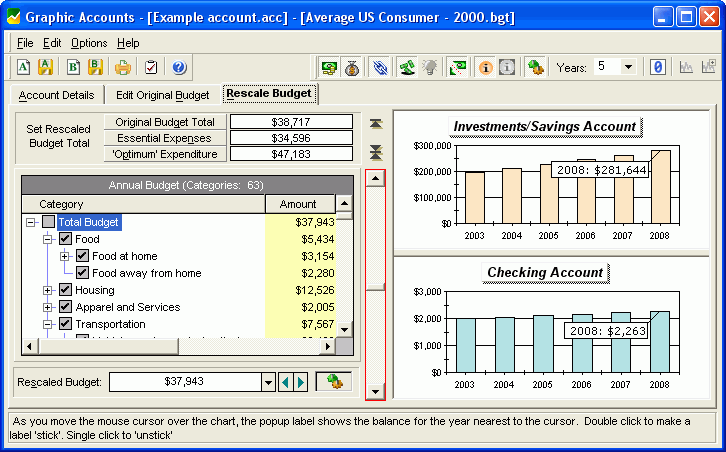 Graphic Accounts - [Example account.acc] - [Average US Consumer - 2000.bgt]
File Edit Options Help
Years: 5
Account Details Edit Original Budget Rescale Budget
Set Rescaled Budget Total
Original Budget Total $38,717
Essential Expenses $34,596
'Optimum' Expenditure $47,183
Annual Budget (Categories: 63)
Category Amount
Total Budget $37,943
Food $5,434
Food at home $3,154
Food away from home $2,280
Housing $12,526
Apparel and Services $2,005
Transportation $7,567
Rescaled Budget: $37,943
Investments/Savings Account
$300,000
$200,000
$100,000
$0
2008: $281,644
2003 2004 2005 2006 2007 2008
Checking Account
$3,000
$2,000
$1,000
$0
2008: $2,263
2003 2004 2005 2006 2007 2008
As you move the mouse cursor over the chart, the popup label shows the balance for the year nearest to the cursor. Double click to make a
label 'stick'. Single click to 'unstick'